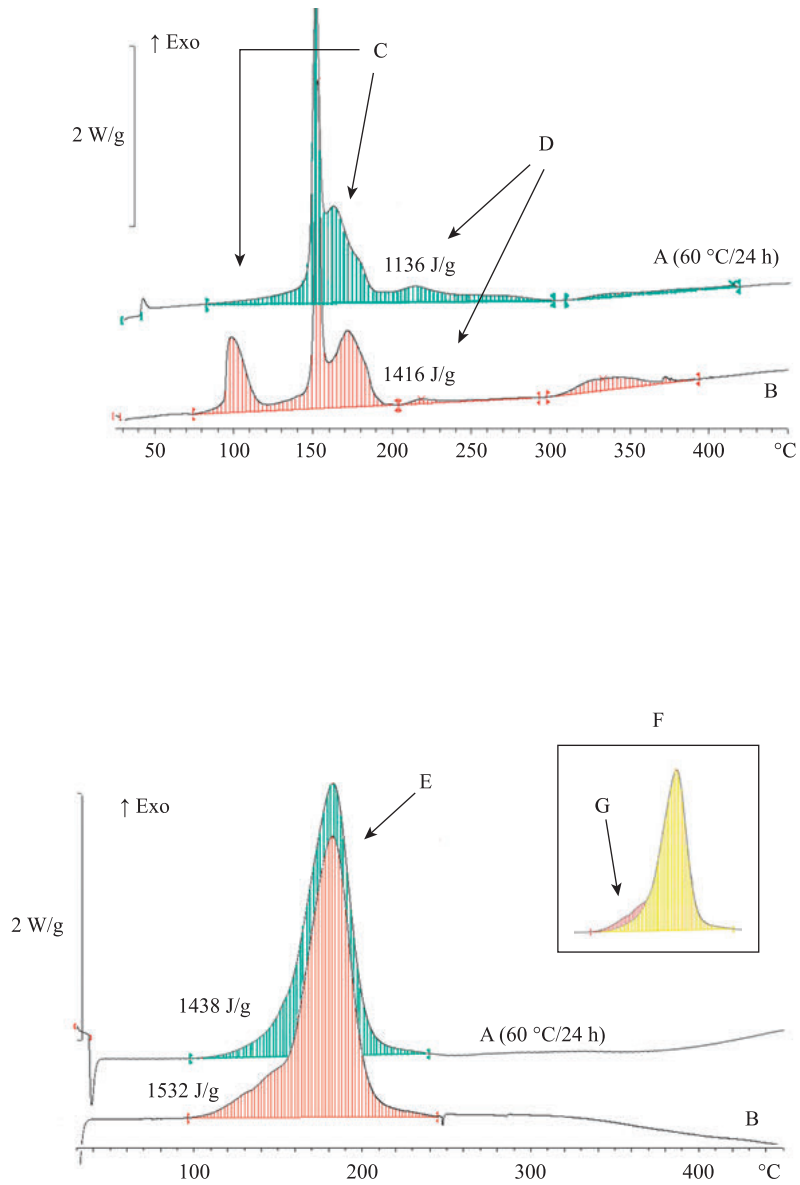 ↑ Exo
C
2 W/g
D
1136 J/g
A (60 °C/24 h)
1416 J/g
B
50 100 150 200 250 300 350 400 °C
F
↑ Exo
E
G
2 W/g
1438 J/g
A (60 °C/24 h)
1532 J/g
B
100 200 300 400 °C